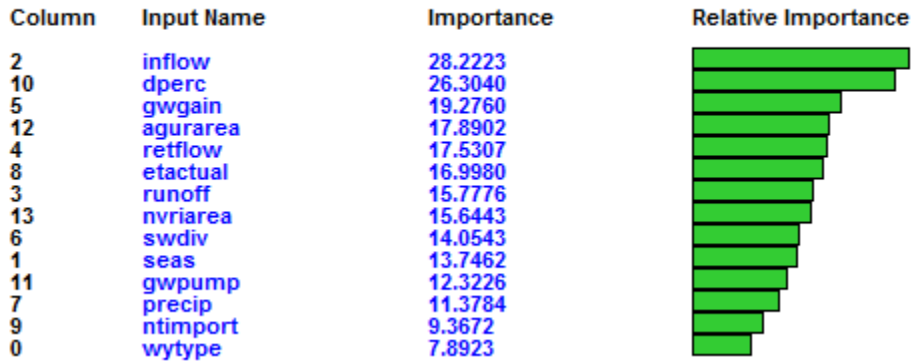 Column Input Name Importance Relative Importance
2 inflow 28.2223
10 dperc 26.3040
5 gwgain 19.2760
12 agurarea 17.8902
4 retflow 17.5307
8 etactual 16.9980
3 runoff 15.7776
13 nvriarea 15.6443
6 swdiv 14.0543
1 seas 13.7462
11 gwpump 12.3226
7 precip 11.3784
9 ntimport 9.3672
0 wytype 7.8923